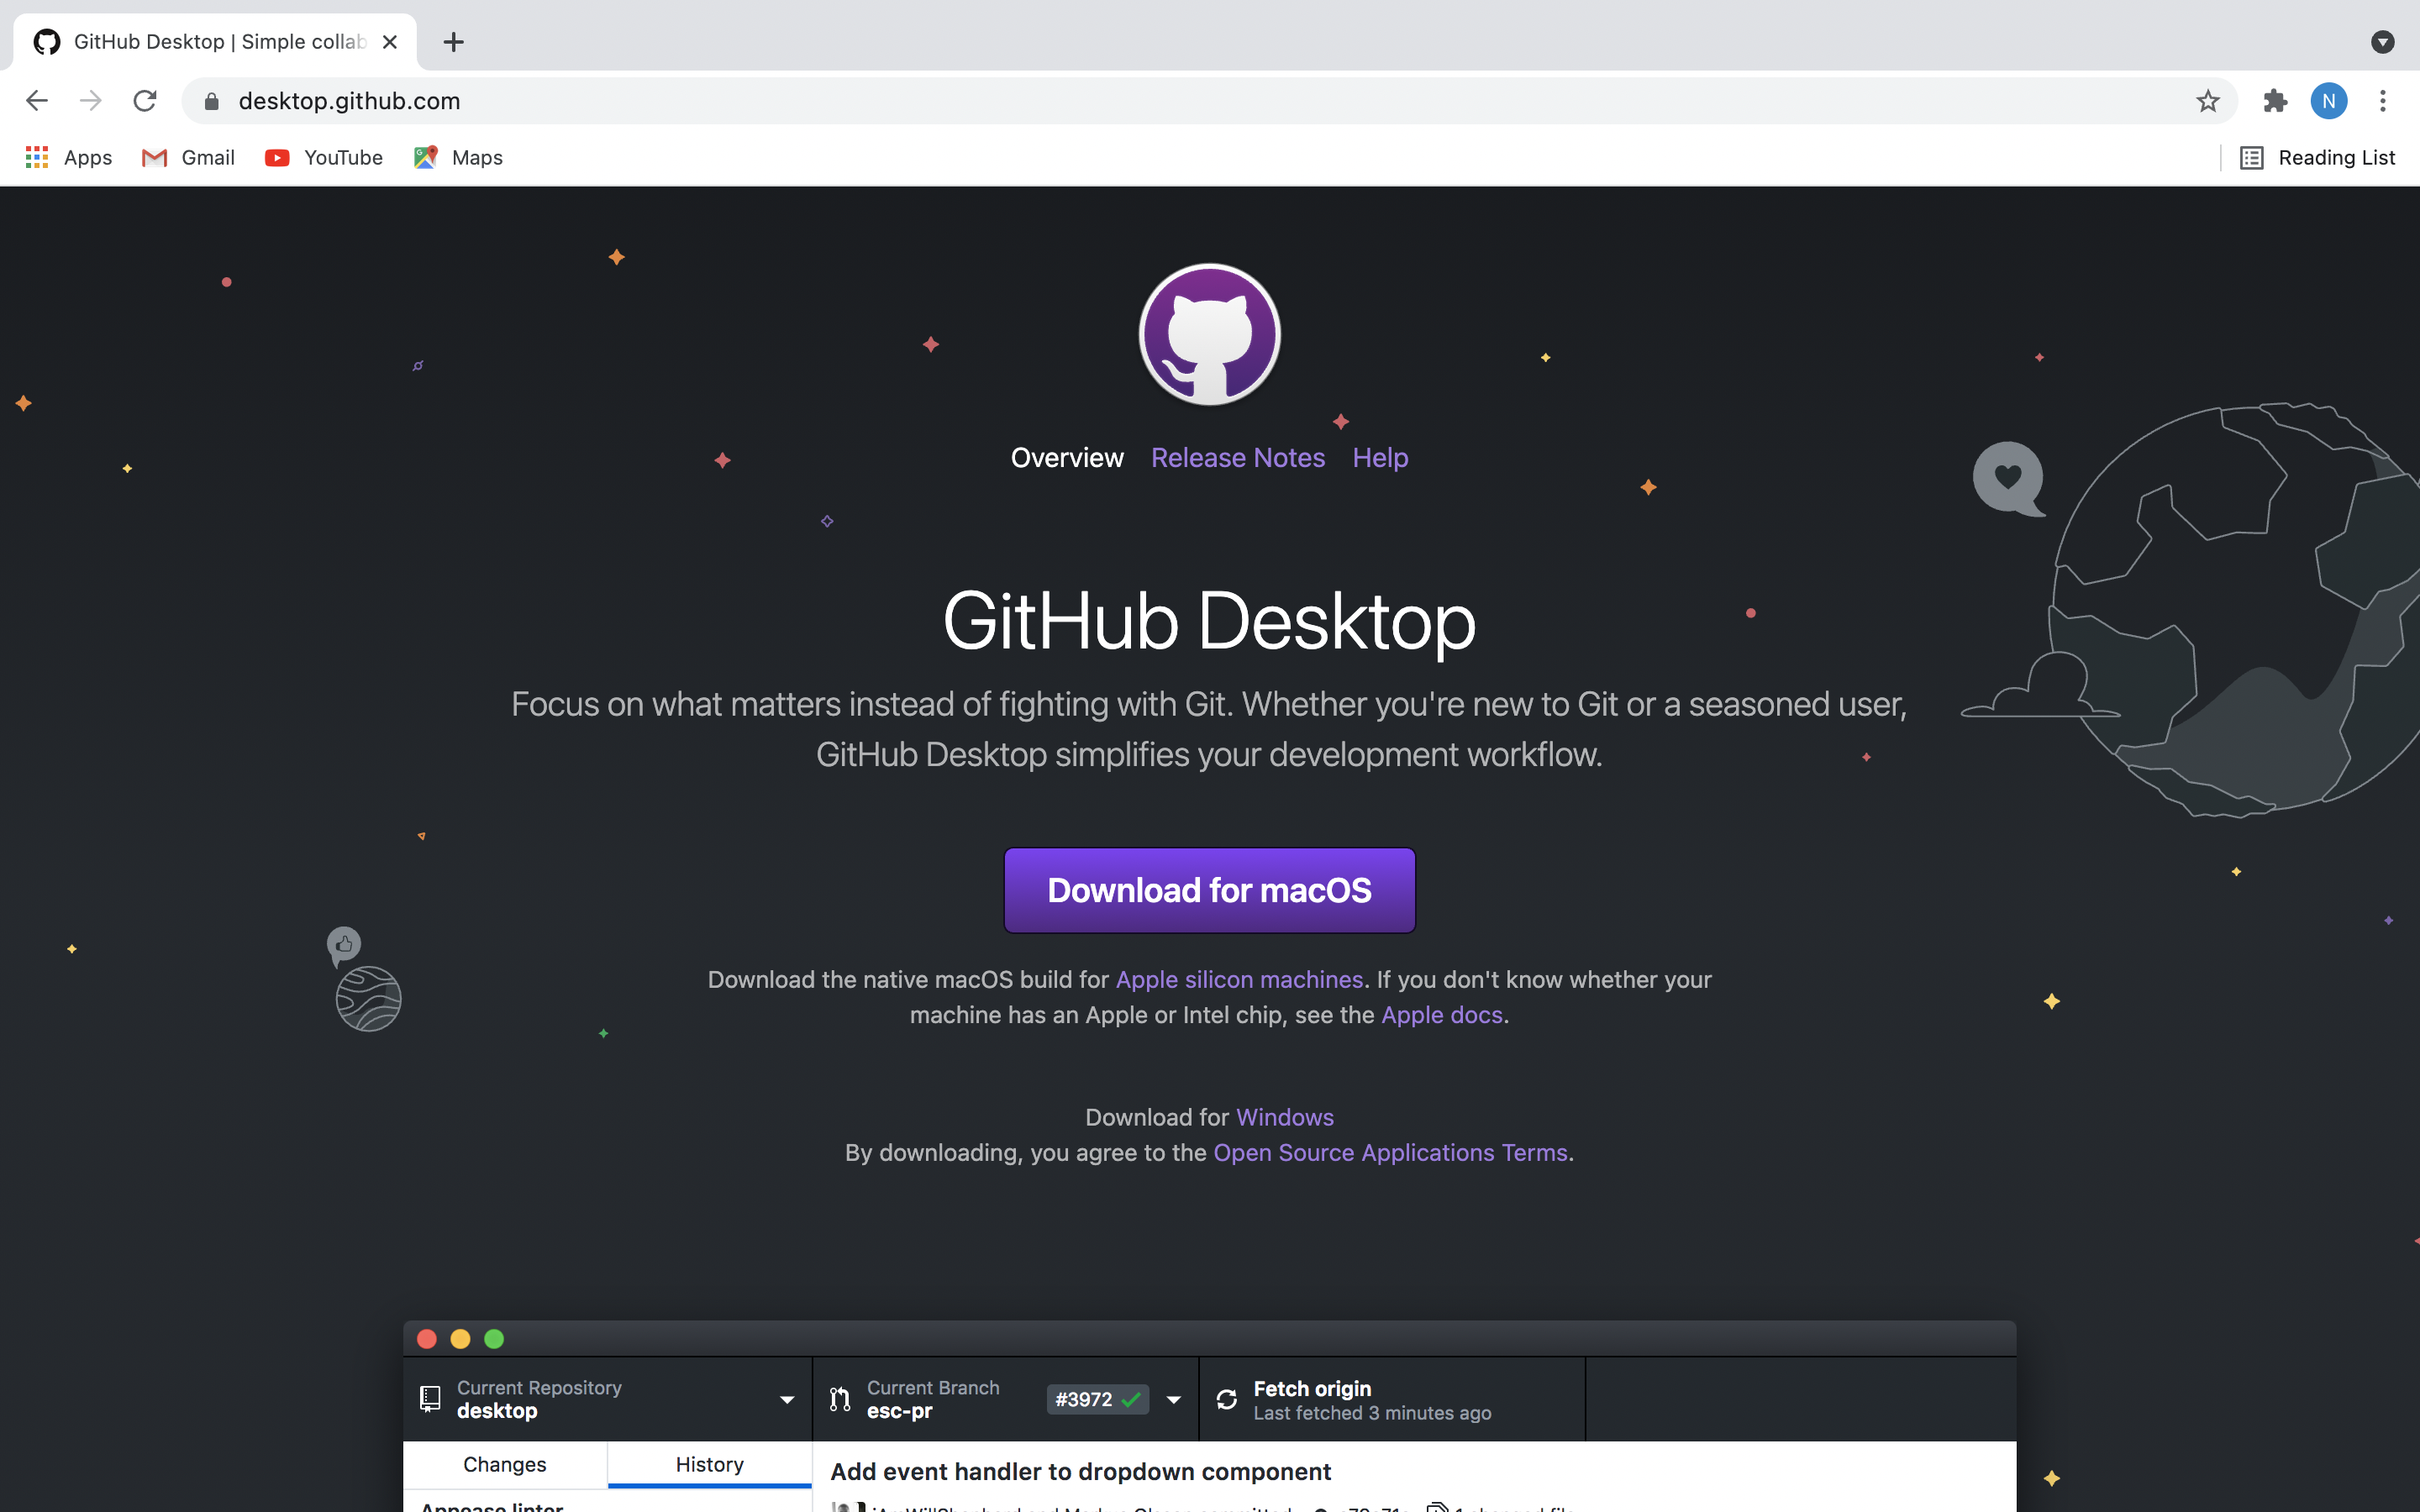 GitHub Desktop | Simple collab
desktop.github.com
N
Apps
Gmail
YouTube
Maps
Reading List
Overview
Release Notes
Help
GitHub Desktop
Focus on what matters instead of fighting with Git. Whether you're new to Git or a seasoned user,
GitHub Desktop simplifies your development workflow.
Download for macOS
Download the native macOS build for Apple silicon machines. If you don't know whether your
machine has an Apple or Intel chip, see the Apple docs.
Download for Windows
By downloading, you agree to the Open Source Applications Terms.
Current Repository
desktop
Current Branch
esc-pr
#3972
Fetch origin
Last fetched 3 minutes ago
Changes
History
Add event handler to dropdown component
Appease linter